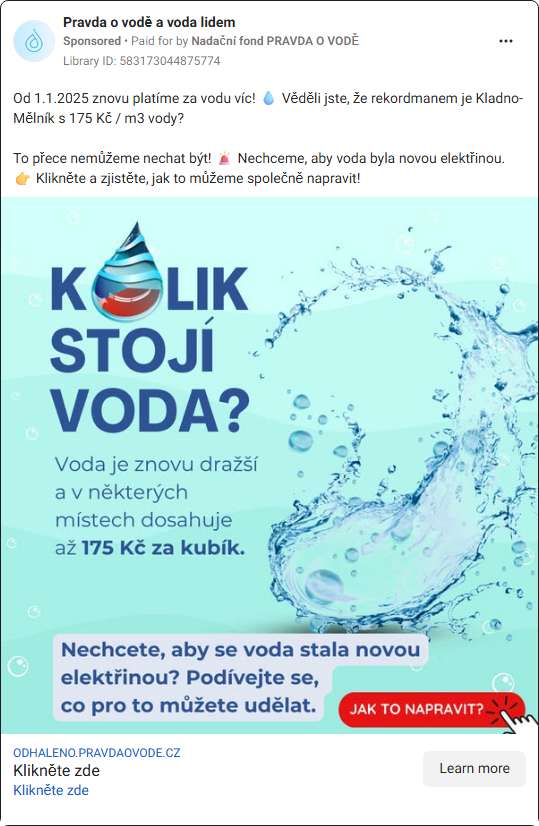 Pravda o vodě a voda lidem
Sponsored • Paid for by Nadační fond PRAVDA O VODĚ
Library ID: 583173044875774
Od 1.1.2025 znovu platíme za vodu víc! 💧 Věděli jste, že rekordmanem je Kladno-
Mělník s 175 Kč / m3 vody?
To přece nemůžeme nechat být! 🚨 Nechceme, aby voda byla novou elektřinou.
👉 Klikněte a zjistěte, jak to můžeme společně napravit!
KOLIK
STOJÍ
VODA?
Voda je znovu dražší
a v některých
místech dosahuje
až 175 Kč za kubík.
Nechcete, aby se voda stala novou
elektřinou? Podívejte se,
co pro to můžete udělat.
JAK TO NAPRAVIT?
ODHALENO.PRAVDAOVODE.CZ
Klikněte zde
Klikněte zde
Learn more